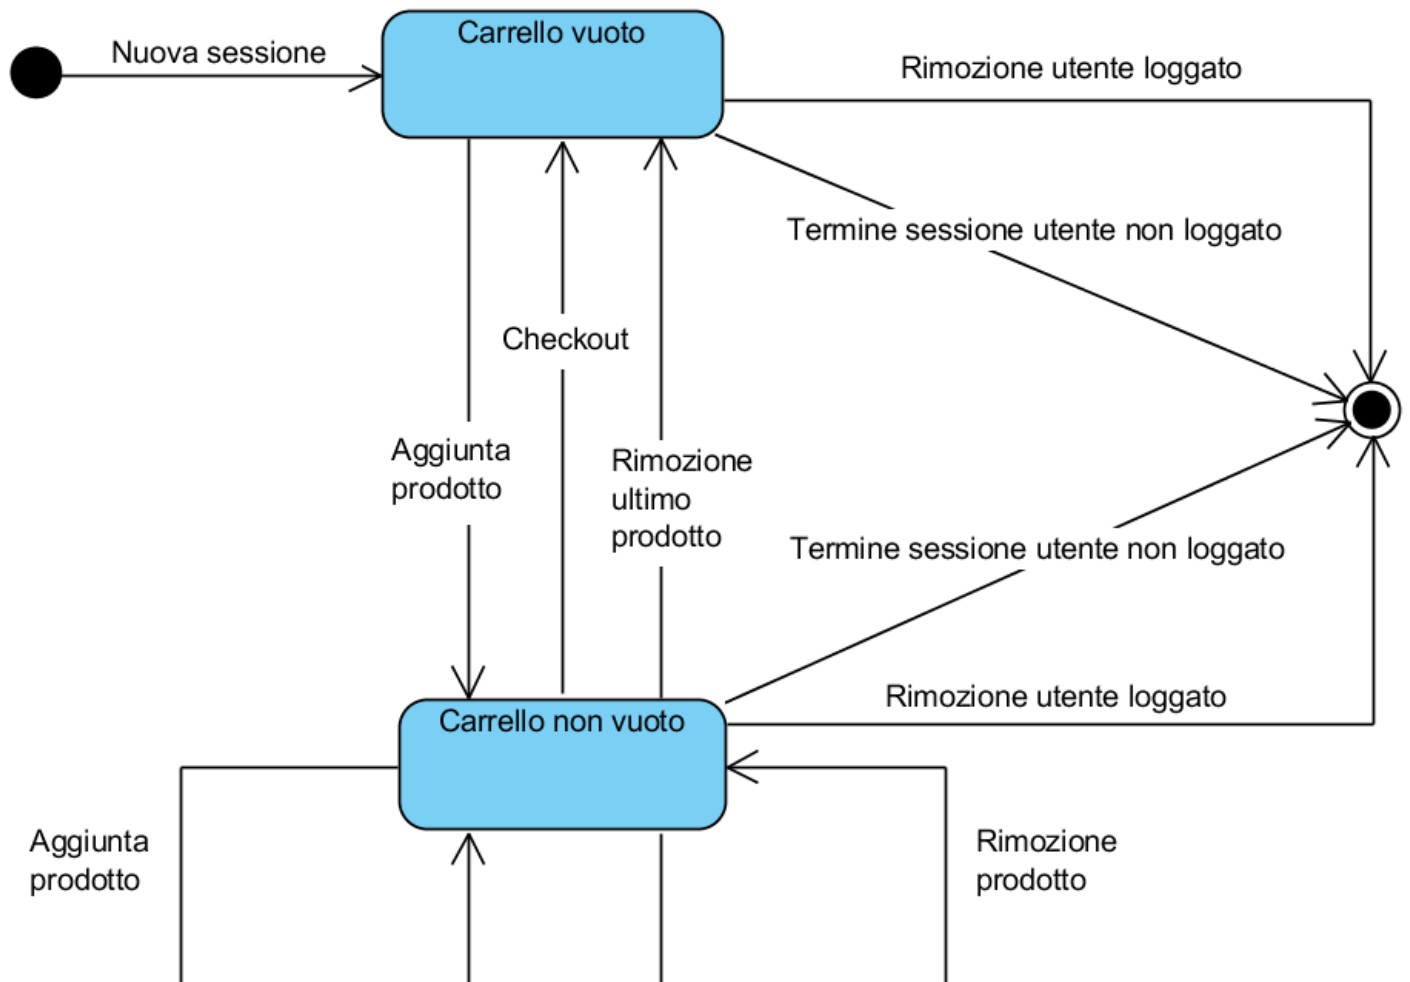 Carrello vuoto
Nuova sessione
Rimozione utente loggato
Termine sessione utente non loggato
Checkout
Aggiunta
prodotto
Rimozione
ultimo
prodotto
Termine sessione utente non loggato
Rimozione utente loggato
Carrello non vuoto
Aggiunta
prodotto
Rimozione
prodotto